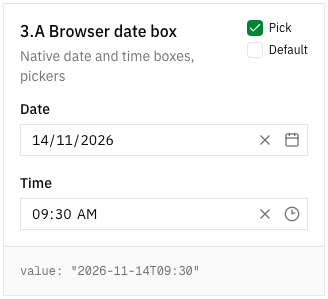 3.A Browser date box
Pick
Default
Native date and time boxes,
pickers
Date
14/11/2026
Time
09:30 AM
value: "2026-11-14T09:30"